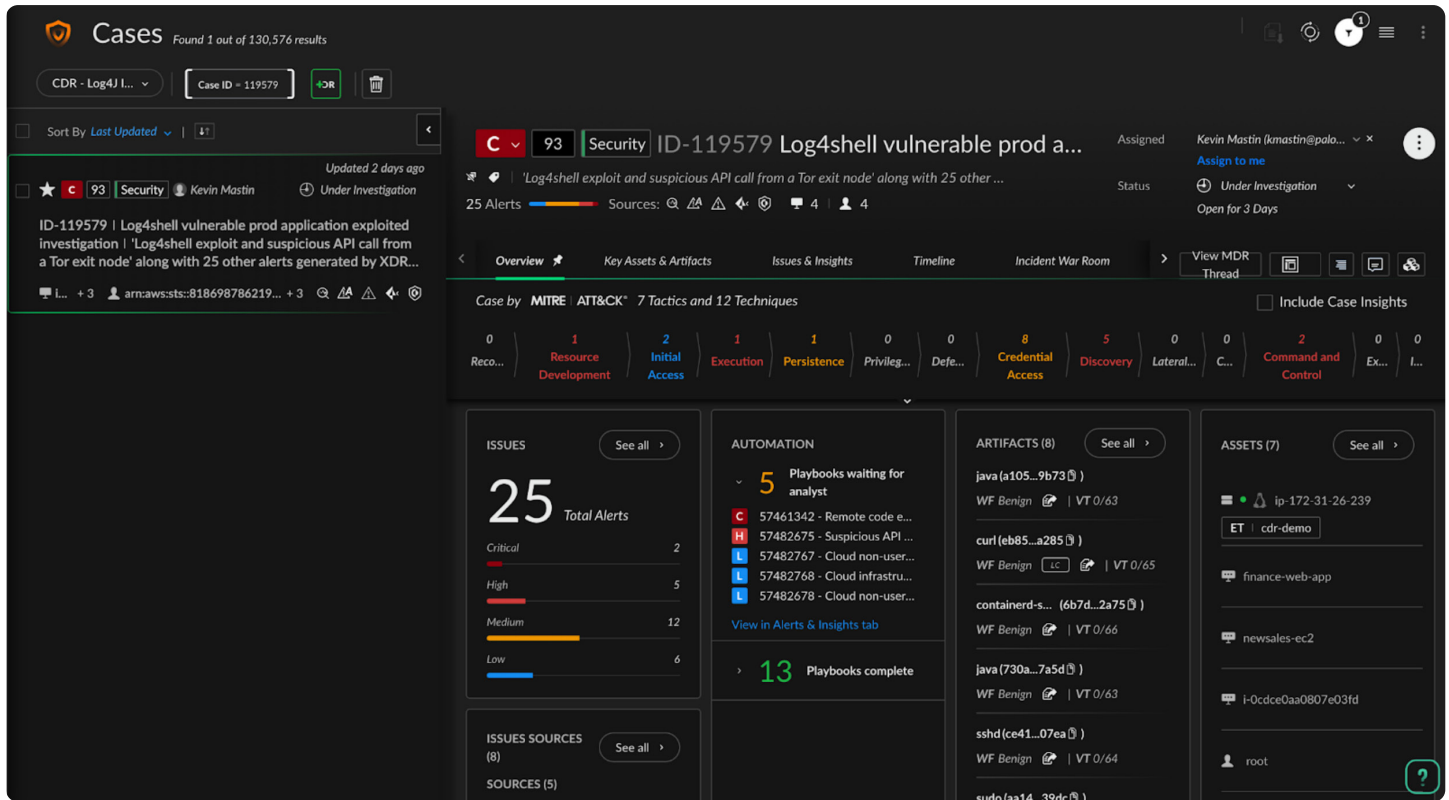 Cases Found 1 out of 130,576 results
1
CDR - Log4J I...
Case ID = 119579
Sort By Last Updated
Updated 2 days ago
C 93 Security Kevin Mastin Under Investigation
ID-119579 | Log4shell vulnerable prod application exploited
investigation | 'Log4shell exploit and suspicious API call from
a Tor exit node' along with 25 other alerts generated by XDR...
i... + 3 arn:aws:sts::818698786219... + 3
C 93 Security ID-119579 Log4shell vulnerable prod a...
'Log4shell exploit and suspicious API call from a Tor exit node' along with 25 other ...
25 Alerts Sources: 4 4
Assigned Kevin Mastin (kmastin@palo...
Assign to me
Status Under Investigation
Open for 3 Days
Overview Key Assets & Artifacts Issues & Insights Timeline Incident War Room
View MDR
Thread
Case by MITRE | ATT&CK® 7 Tactics and 12 Techniques
Include Case Insights
0 Reco...
1 Resource Development
2 Initial Access
1 Execution
1 Persistence
0 Privileg...
0 Defe...
8 Credential Access
5 Discovery
0 Lateral...
0 C...
2 Command and Control
0 Ex...
0 I...
ISSUES See all
25 Total Alerts
Critical 2
High 5
Medium 12
Low 6
ISSUES SOURCES
(8)
See all
SOURCES (5)
AUTOMATION
5 Playbooks waiting for
analyst
C 57461342 - Remote code e...
H 57482675 - Suspicious API ...
L 57482767 - Cloud non-user...
L 57482768 - Cloud infrastru...
L 57482678 - Cloud non-user...
View in Alerts & Insights tab
13 Playbooks complete
ARTIFACTS (8) See all
java (a105...9b73 )
WF Benign | VT 0/63
curl (eb85...a285 )
WF Benign LC | VT 0/65
containerd-s... (6b7d...2a75 )
WF Benign | VT 0/66
java (730a...7a5d )
WF Benign | VT 0/63
sshd (ce41...07ea )
WF Benign | VT 0/64
sudo (aa14...39dc )
ASSETS (7) See all
ip-172-31-26-239
ET | cdr-demo
finance-web-app
newsales-ec2
i-0cdce0aa0807e03fd
root
?